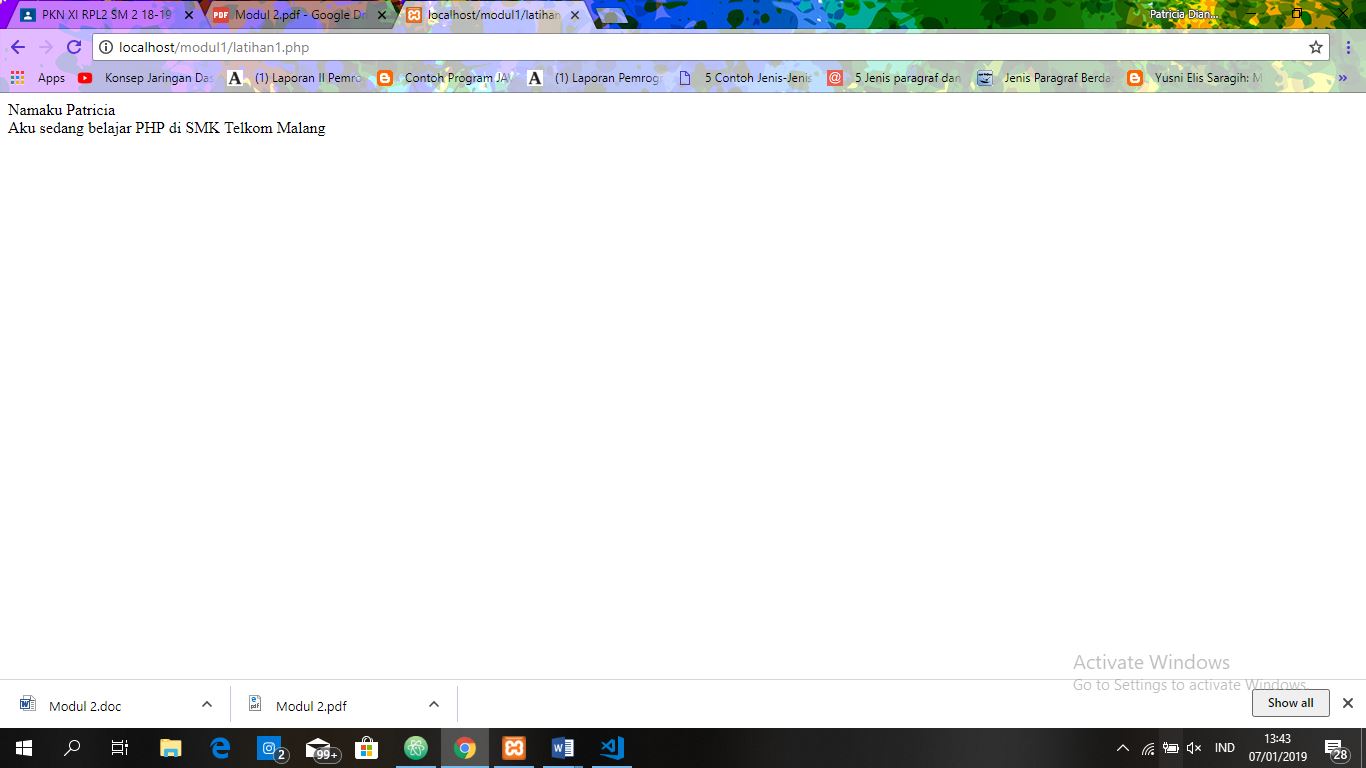 PKN XI RPL2 SM 2 18-19
Modul 2.pdf - Google Dri
localhost/modul1/latihan
Patricia Dian...
localhost/modul1/latihan1.php
Apps
Konsep Jaringan Das
(1) Laporan II Pemro
Contoh Program JAV
(1) Laporan Pemrog
5 Contoh Jenis-Jenis
5 Jenis paragraf dan
Jenis Paragraf Berdas
Yusni Elis Saragih: M
Namaku Patricia
Aku sedang belajar PHP di SMK Telkom Malang
Activate Windows
Go to Settings to activate Windows.
Modul 2.doc
Modul 2.pdf
Show all
2
99+
IND
13:43
07/01/2019
28